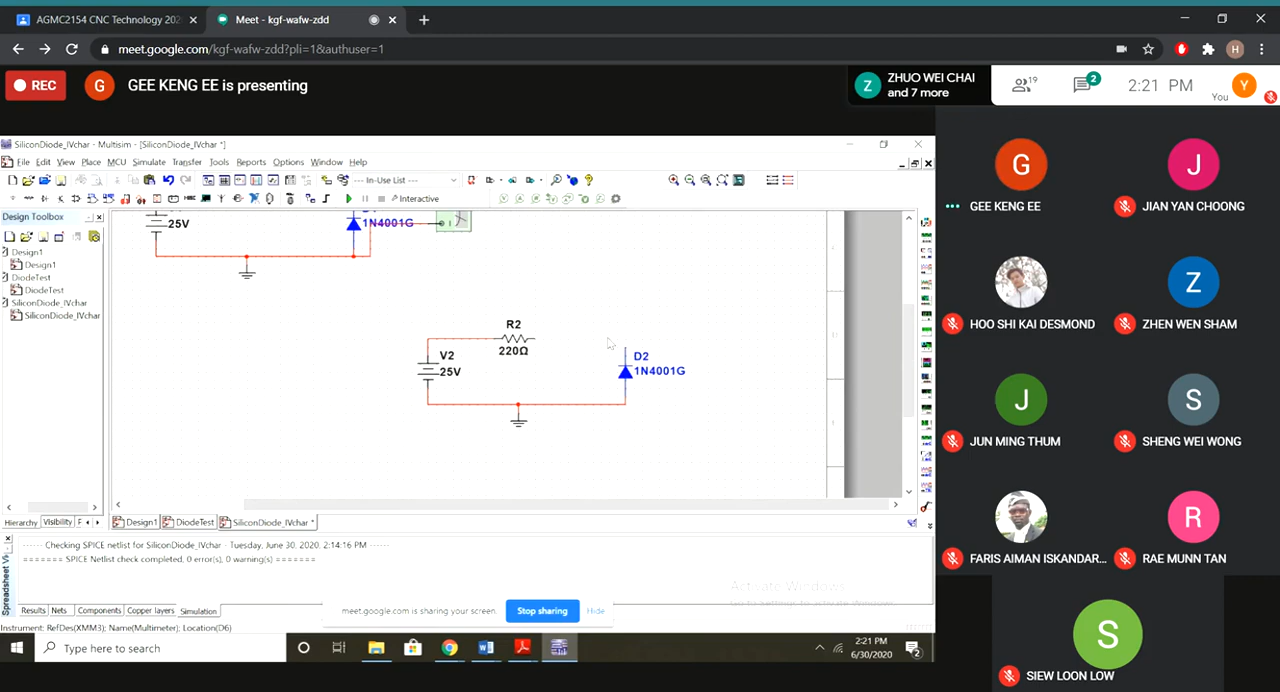 AGMC2154 CNC Technology 202
Meet - kgf-wafw-zdd
meet.google.com/kgf-wafw-zdd?pli=1&authuser=1
H
REC
G
GEE KENG EE is presenting
Z
ZHUO WEI CHAI
and 7 more
19
2
2:21 PM
You
Y
SiliconDiode_IVchar - Multisim - [SiliconDiode_IVchar *]
File Edit View Place MCU Simulate Transfer Tools Reports Options Window Help
--- In-Use List ---
Interactive
Design Toolbox
Design1
Design1
DiodeTest
DiodeTest
SiliconDiode_IVchar
SiliconDiode_IVchar
25V
1N4001G
R2
220Ω
V2
25V
D2
1N4001G
Hierarchy Visibility
Design1 DiodeTest SiliconDiode_IVchar *
Spreadsheet Vi
----- Checking SPICE netlist for SiliconDiode_IVchar - Tuesday, June 30, 2020, 2:14:16 PM -----
======= SPICE Netlist check completed, 0 error(s), 0 warning(s) =======
Results Nets Components Copper layers Simulation
Activate Windows
Go to Settings to activate Windows.
meet.google.com is sharing your screen. Stop sharing Hide
Instrument: RefDes(XMM3); Name(Multimeter); Location(D6)
Type here to search
2:21 PM
6/30/2020
2
G
GEE KENG EE
J
JIAN YAN CHOONG
HOO SHI KAI DESMOND
Z
ZHEN WEN SHAM
J
JUN MING THUM
S
SHENG WEI WONG
FARIS AIMAN ISKANDAR...
R
RAE MUNN TAN
S
SIEW LOON LOW